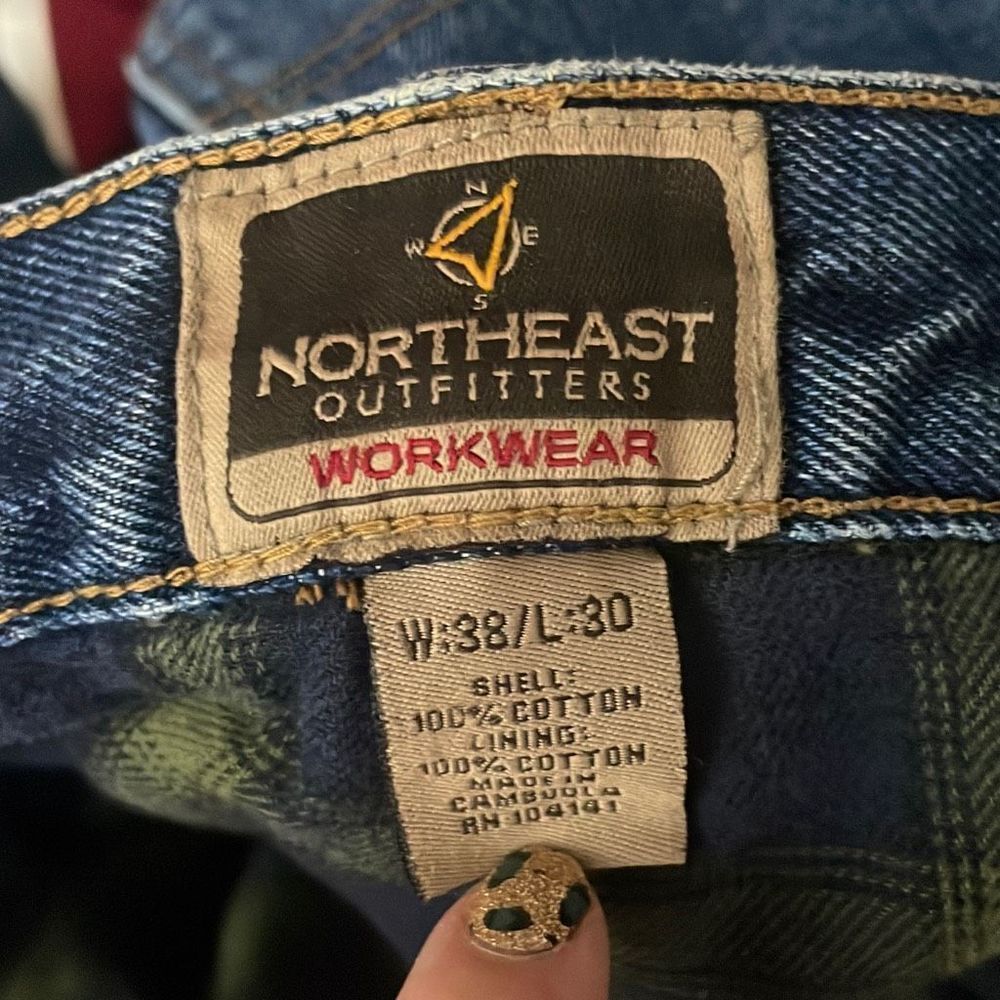 N
W E
S
NORTHEAST
OUTFITTERS
WORKWEAR
W:38/L:30
SHELL:
100% COTTON
LINING:
100% COTTON
MADE IN
CAMBODIA
RN 104141